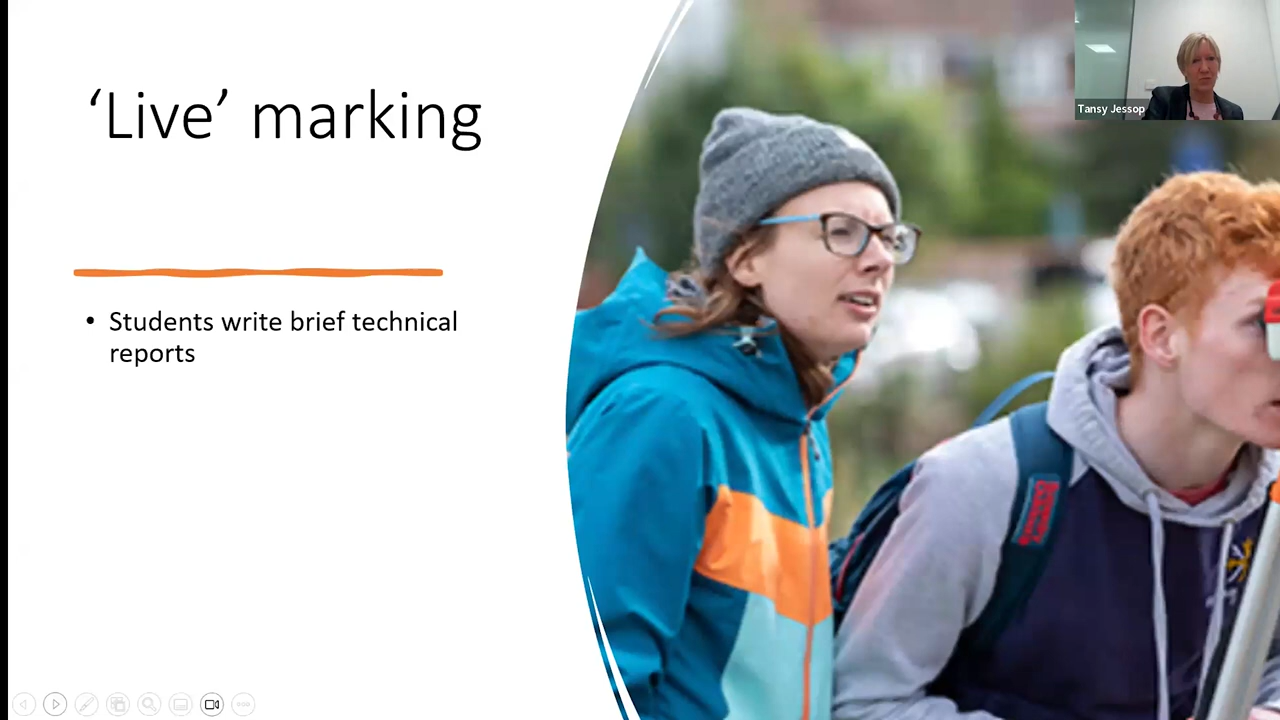 ‘Live’ marking
Tansy Jessop
• Students write brief technical
reports